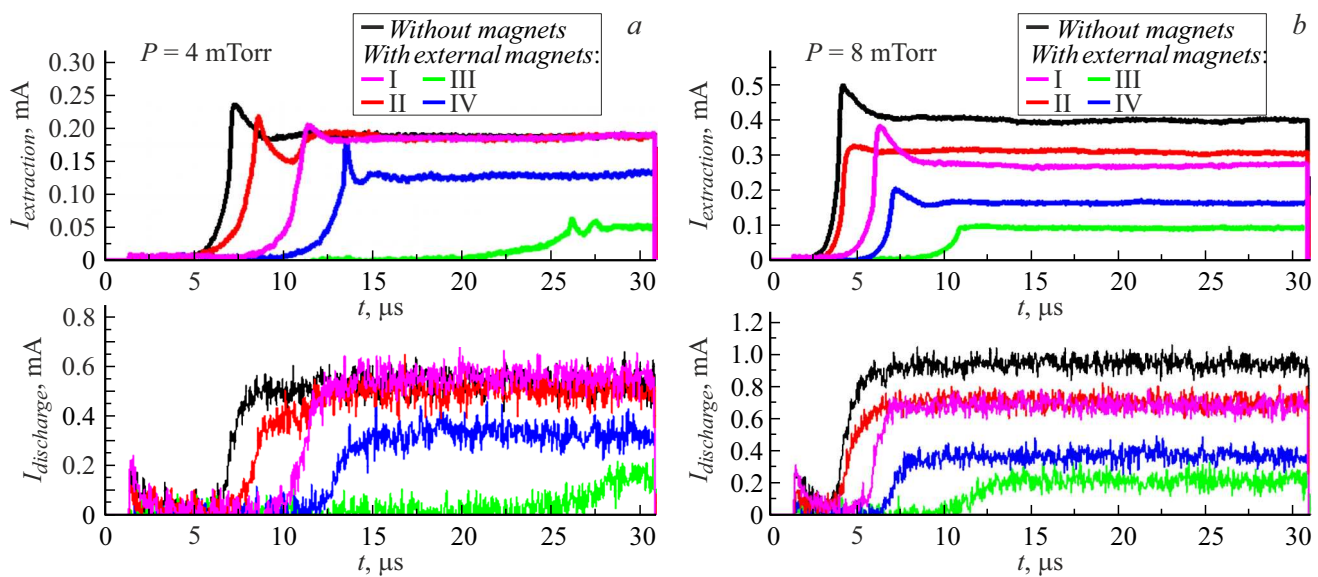 Without magnets
With external magnets:
I III
II IV
a
P = 4 mTorr
I extraction, mA
0.30
0.25
0.20
0.15
0.10
0.05
0
0 5 10 15 20 25 30
t, μs
I discharge, mA
0.8
0.6
0.4
0.2
0
0 5 10 15 20 25 30
t, μs
Without magnets
With external magnets:
I III
II IV
b
P = 8 mTorr
I extraction, mA
0.5
0.4
0.3
0.2
0.1
0
0 5 10 15 20 25 30
t, μs
I discharge, mA
1.2
1.0
0.8
0.6
0.4
0.2
0
0 5 10 15 20 25 30
t, μs